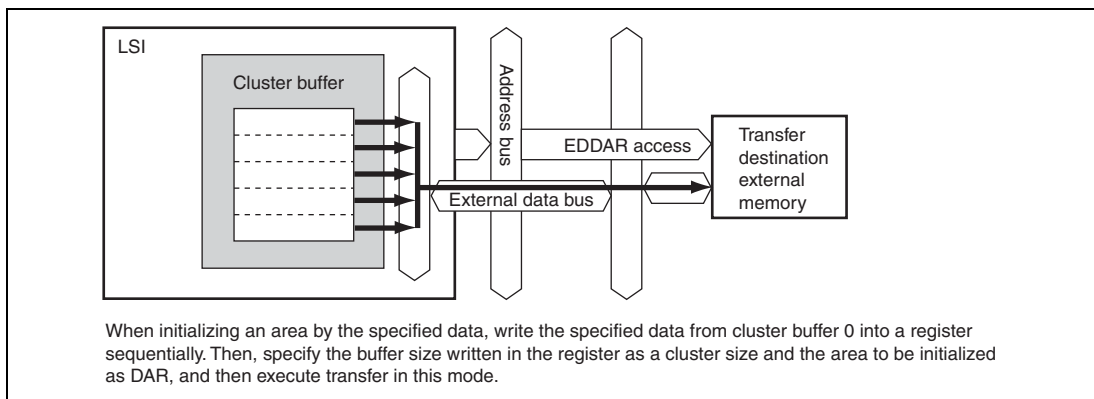 LSI
Cluster buffer
Address bus
EDDAR access
External data bus
Transfer
destination
external
memory
When initializing an area by the specified data, write the specified data from cluster buffer 0 into a register
sequentially. Then, specify the buffer size written in the register as a cluster size and the area to be initialized
as DAR, and then execute transfer in this mode.